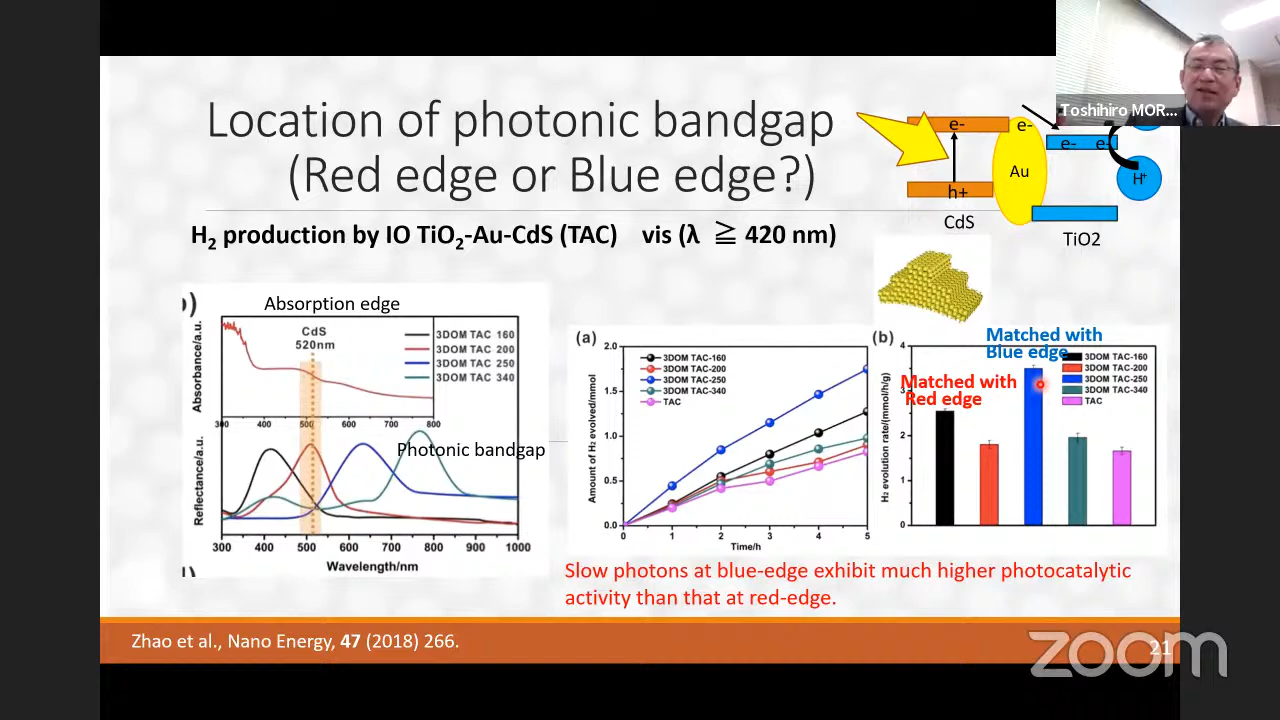 Location of photonic bandgap
(Red edge or Blue edge?)
H₂ production by IO TiO₂-Au-CdS (TAC) vis (λ ≧ 420 nm)
Toshihiro MOR...
e-
e-
e-
e-
Au
H⁺
h+
CdS
TiO2
Absorption edge
CdS
520nm
3DOM TAC 160
3DOM TAC 200
3DOM TAC 250
3DOM TAC 340
Absorbance/a.u.
300 400 500 600 700 800
Photonic bandgap
Reflectance/a.u.
300 400 500 600 700 800 900 1000
Wavelength/nm
(a)
3DOM TAC-160
3DOM TAC-200
3DOM TAC-250
3DOM TAC-340
TAC
Amount of H₂ evolved/mmol
2.0
1.5
1.0
0.5
0.0
0 1 2 3 4 5
Time/h
(b)
Matched with
Blue edge
Matched with
Red edge
3DOM TAC-160
3DOM TAC-200
3DOM TAC-250
3DOM TAC-340
TAC
H₂ evolution rate/(mmol/h/g)
4
2
1
0
Slow photons at blue-edge exhibit much higher photocatalytic
activity than that at red-edge.
Zhao et al., Nano Energy, 47 (2018) 266.
21
zoom